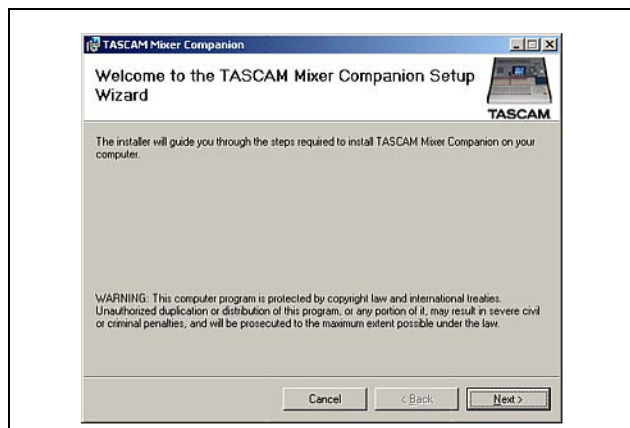 TASCAM Mixer Companion
Welcome to the TASCAM Mixer Companion Setup
Wizard
TASCAM
The installer will guide you through the steps required to install TASCAM Mixer Companion on your
computer.
WARNING: This computer program is protected by copyright law and international treaties.
Unauthorized duplication or distribution of this program, or any portion of it, may result in severe civil
or criminal penalties, and will be prosecuted to the maximum extent possible under the law.
Cancel
< Back
Next >